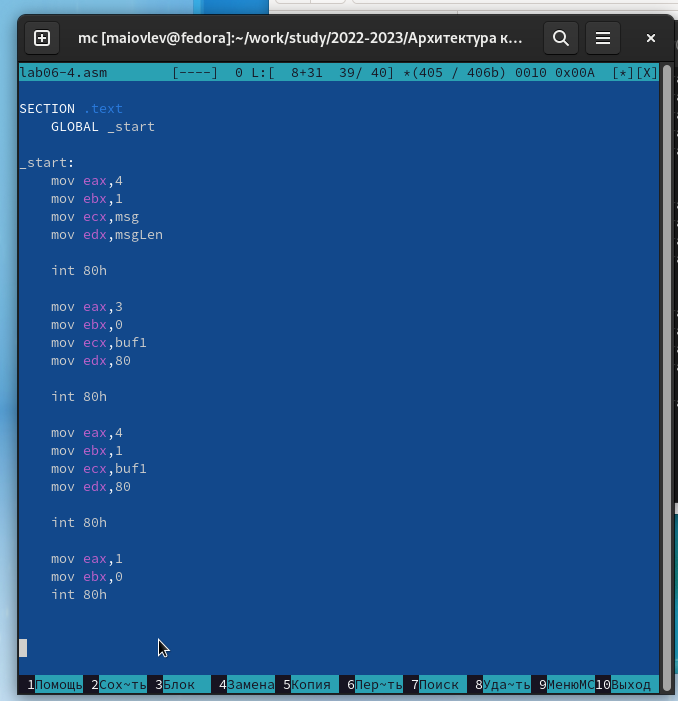 mc [maiovlev@fedora]:~/work/study/2022-2023/Архитектура к...
lab06-4.asm [----] 0 L:[ 8+31 39/ 40] *(405 / 406b) 0010 0x00A [*][X]
SECTION .text
GLOBAL _start
_start:
mov eax,4
mov ebx,1
mov ecx,msg
mov edx,msgLen
int 80h
mov eax,3
mov ebx,0
mov ecx,buf1
mov edx,80
int 80h
mov eax,4
mov ebx,1
mov ecx,buf1
mov edx,80
int 80h
mov eax,1
mov ebx,0
int 80h
1Помощь 2Сох~ть 3Блок 4Замена 5Копия 6Пер~ть 7Поиск 8Уда~ть 9МенюMC 10Выход